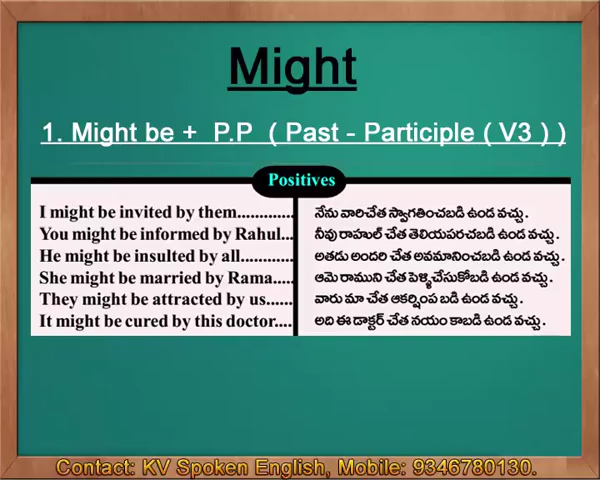 Might
1. Might be + P.P ( Past - Participle ( V3 ) )
Positives
I might be invited by them............. నేను వారిచేత స్వాగతించబడి ఉండ వచ్చు.
You might be informed by Rahul... నీవు రాహుల్ చేత తెలియపరచబడి ఉండ వచ్చు.
He might be insulted by all............ అతడు అందరి చేత అవమానించబడి ఉండ వచ్చు.
She might be married by Rama..... ఆమె రాముని చేత పెళ్ళిచేసుకోబడి ఉండ వచ్చు.
They might be attracted by us...... వారు మా చేత ఆకర్షింప బడి ఉండ వచ్చు.
It might be cured by this doctor.... అది ఈ డాక్టర్ చేత నయం కాబడి ఉండ వచ్చు.
Contact: KV Spoken English, Mobile: 9346780130.